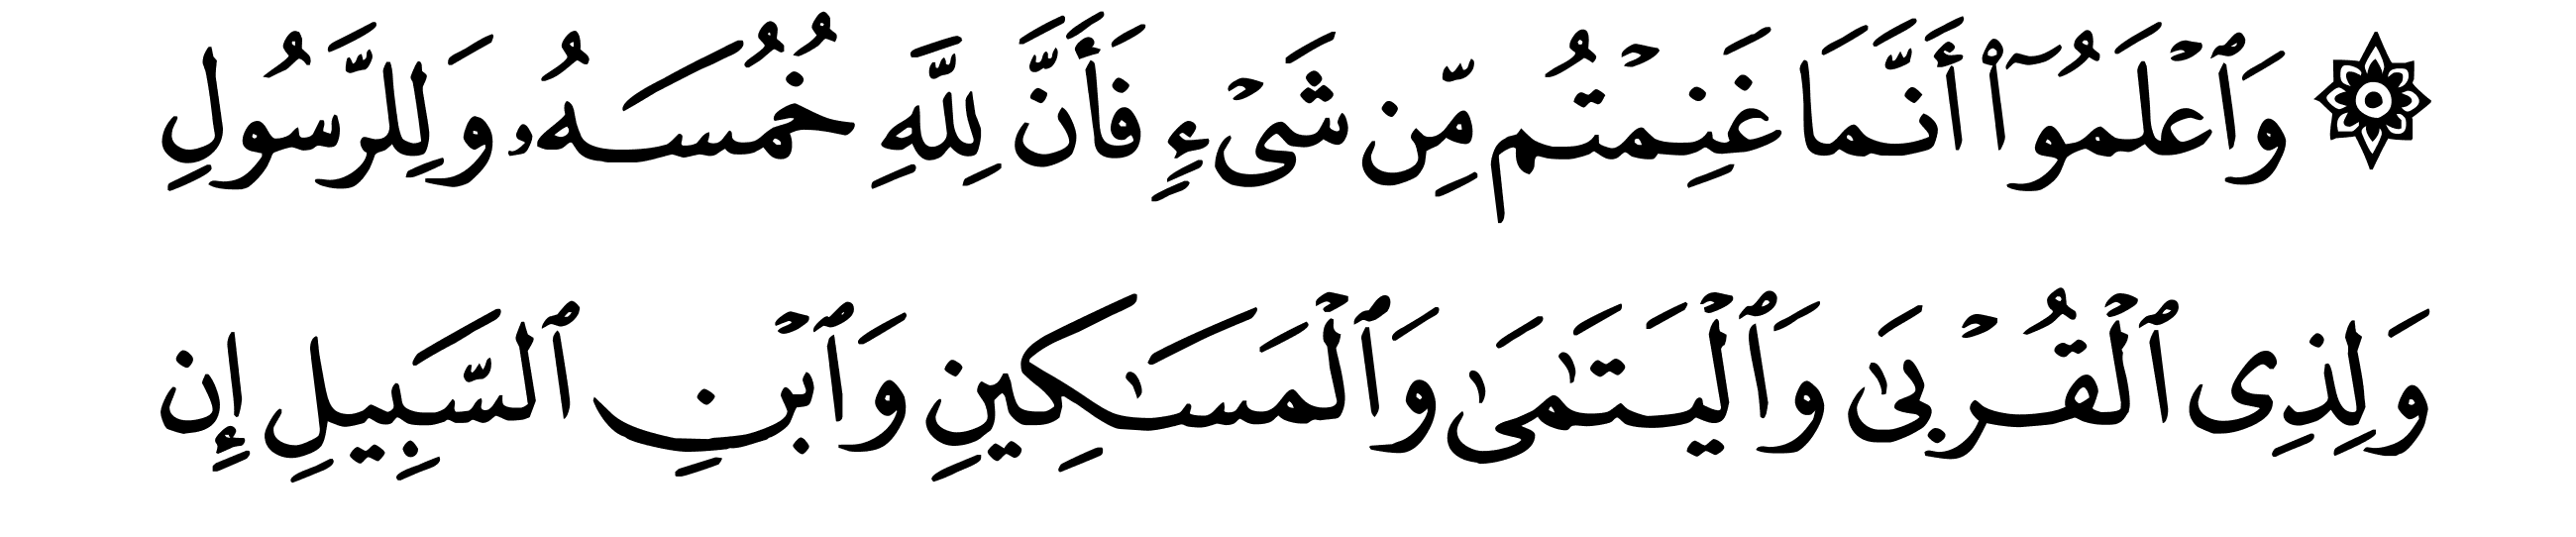 ۞ وَٱعْلَمُوٓا۟ أَنَّمَا غَنِمْتُم مِّن شَىْءٍ فَأَنَّ لِلَّهِ خُمُسَهُۥ وَلِلرَّسُولِ
وَلِذِى ٱلْقُرْبَىٰ وَٱلْيَتَـٰمَىٰ وَٱلْمَسَـٰكِينِ وَٱبْنِ ٱلسَّبِيلِ إِن